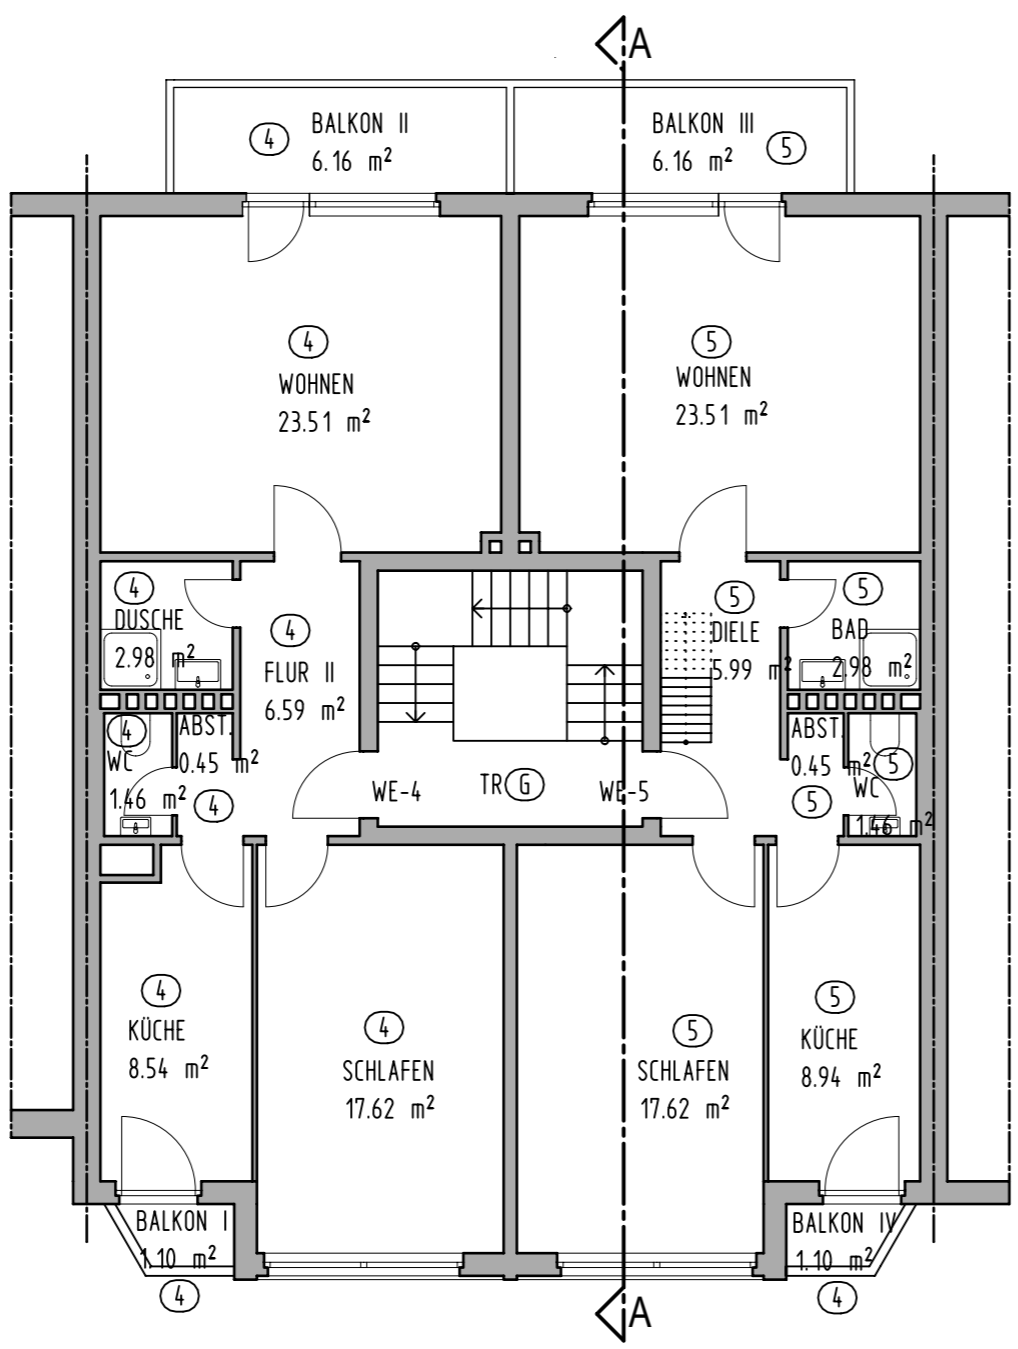 A
4
BALKON II
6.16 m²
BALKON III
6.16 m²
5
4
WOHNEN
23.51 m²
5
WOHNEN
23.51 m²
4
DUSCHE
2.98 m²
4
FLUR II
6.59 m²
5
DIELE
5.99 m²
5
BAD
2.98 m²
4
WC
1.46 m²
ABST.
0.45 m²
4
WE-4
TR G
WE-5
ABST.
0.45 m²
5
5
WC
1.46 m²
4
KÜCHE
8.54 m²
4
SCHLAFEN
17.62 m²
5
SCHLAFEN
17.62 m²
5
KÜCHE
8.94 m²
BALKON I
1.10 m²
4
BALKON IV
1.10 m²
4
A